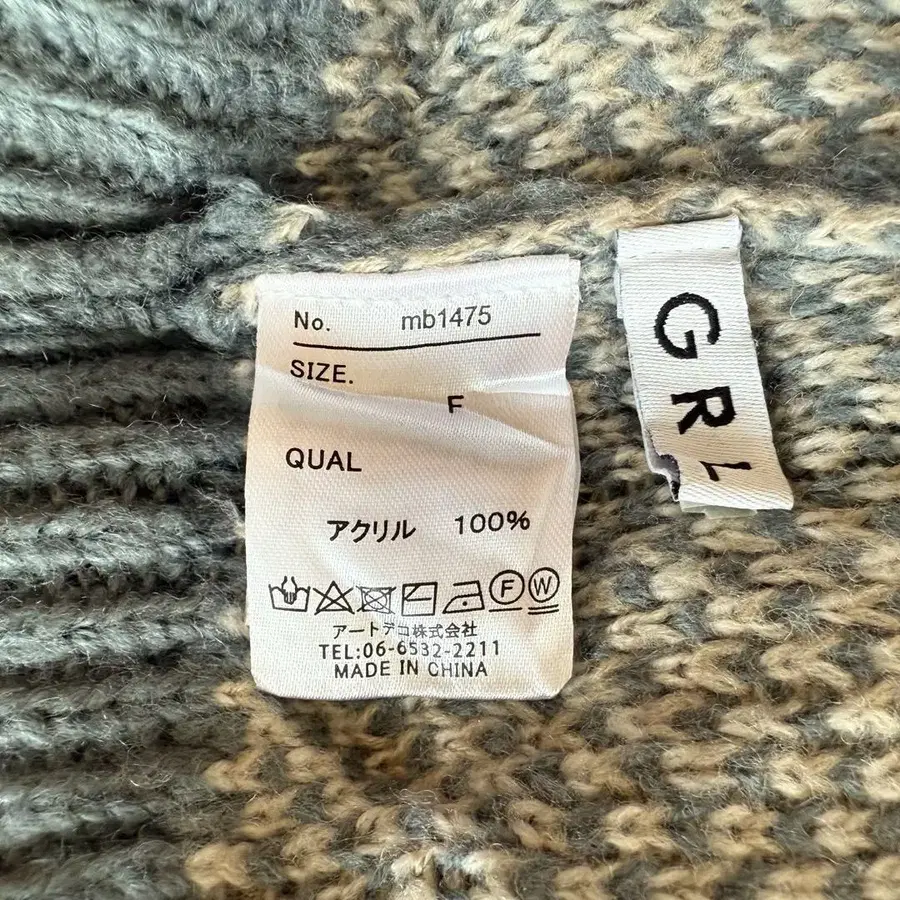 No. mb1475
SIZE.
F
QUAL
アクリル 100%
F W
アートデコ株式会社
TEL:06-6532-2211
MADE IN CHINA
GRL